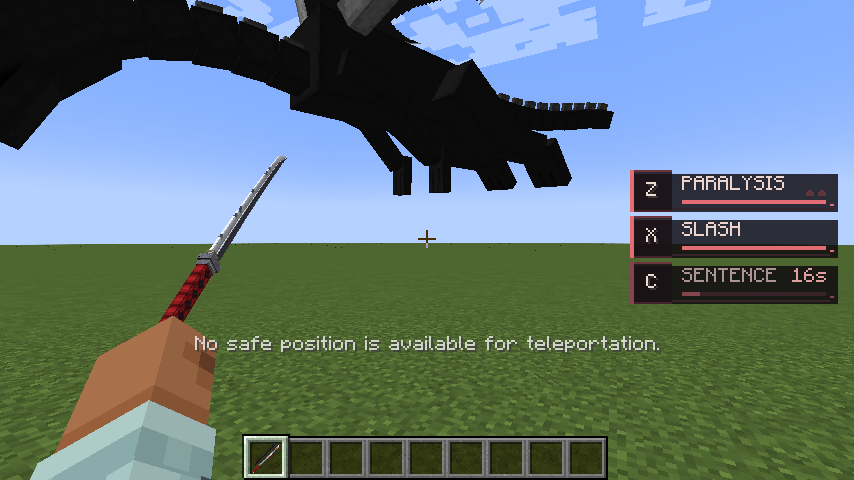 Z PARALYSIS
X SLASH
C SENTENCE 16s
No safe position is available for teleportation.